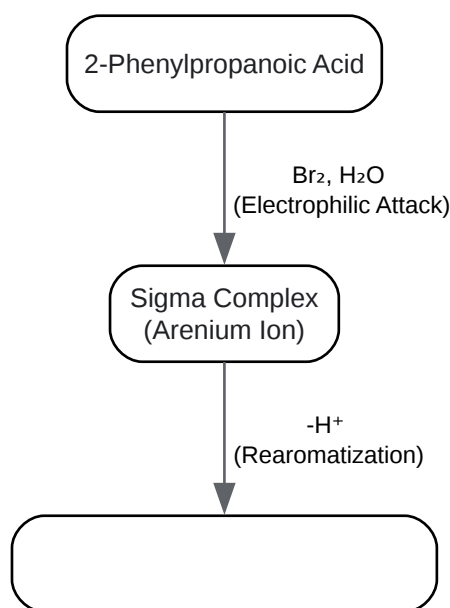 2-Phenylpropanoic Acid
Br₂, H₂O
(Electrophilic Attack)
Sigma Complex
(Arenium Ion)
-H⁺
(Rearomatization)